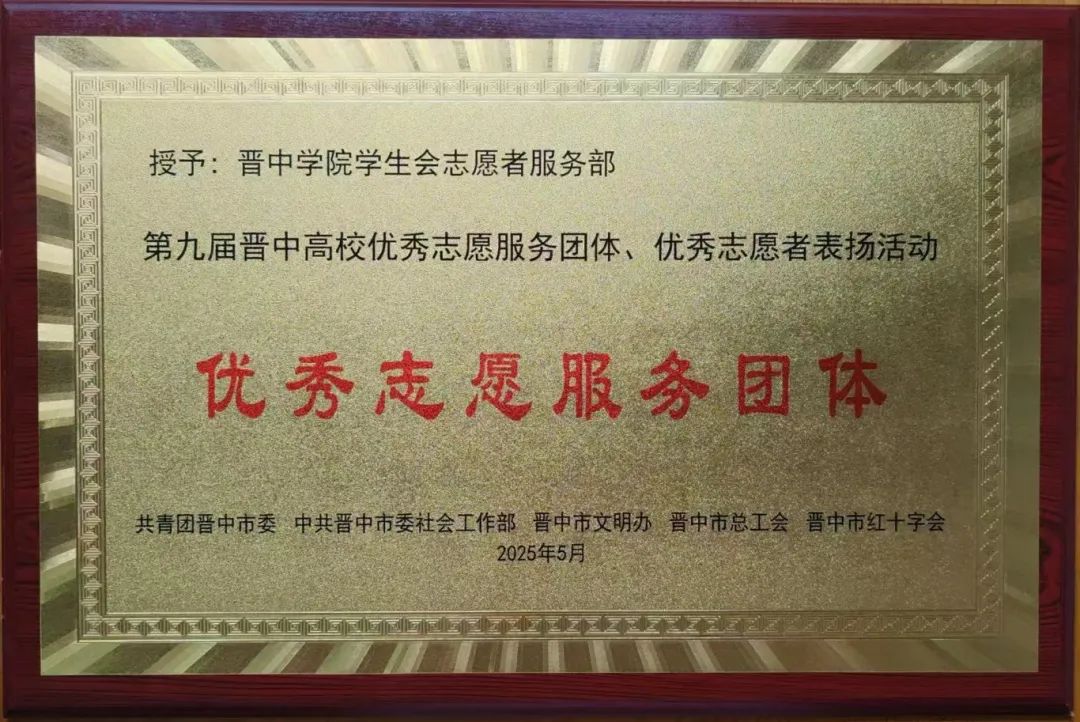 授予：晋中学院学生会志愿者服务部
第九届晋中高校优秀志愿服务团体、优秀志愿者表扬活动
优秀志愿服务团体
共青团晋中市委 中共晋中市委社会工作部 晋中市文明办 晋中市总工会 晋中市红十字会
2025年5月